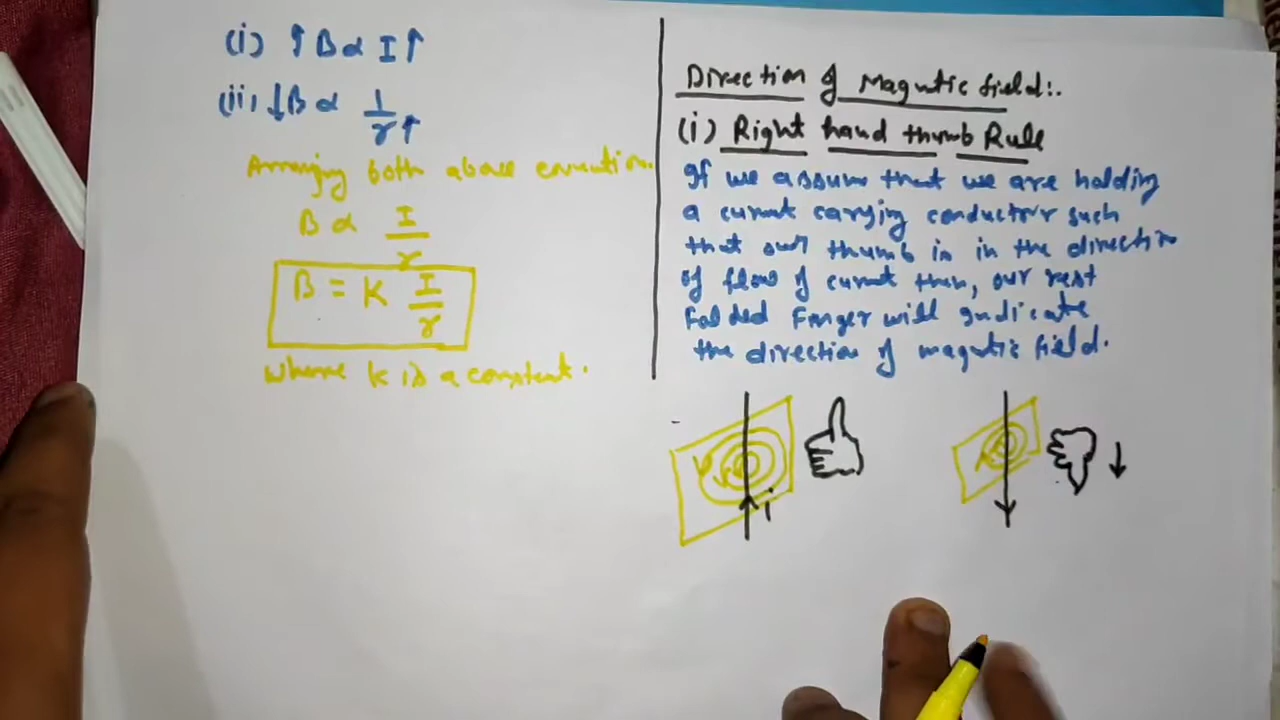 (i) ↑B ∝ I↑
(ii) ↓B ∝ 1/r↑
Arranging both above equation.
B ∝ I/r
B = K I/r
where k is a constant.
Direction of Magnetic field:.
(i) Right hand thumb Rule
If we assume that we are holding
a current carrying conductor such
that our thumb is in the direction
of flow of current then, our rest
folded finger will indicate
the direction of magnetic field.
i